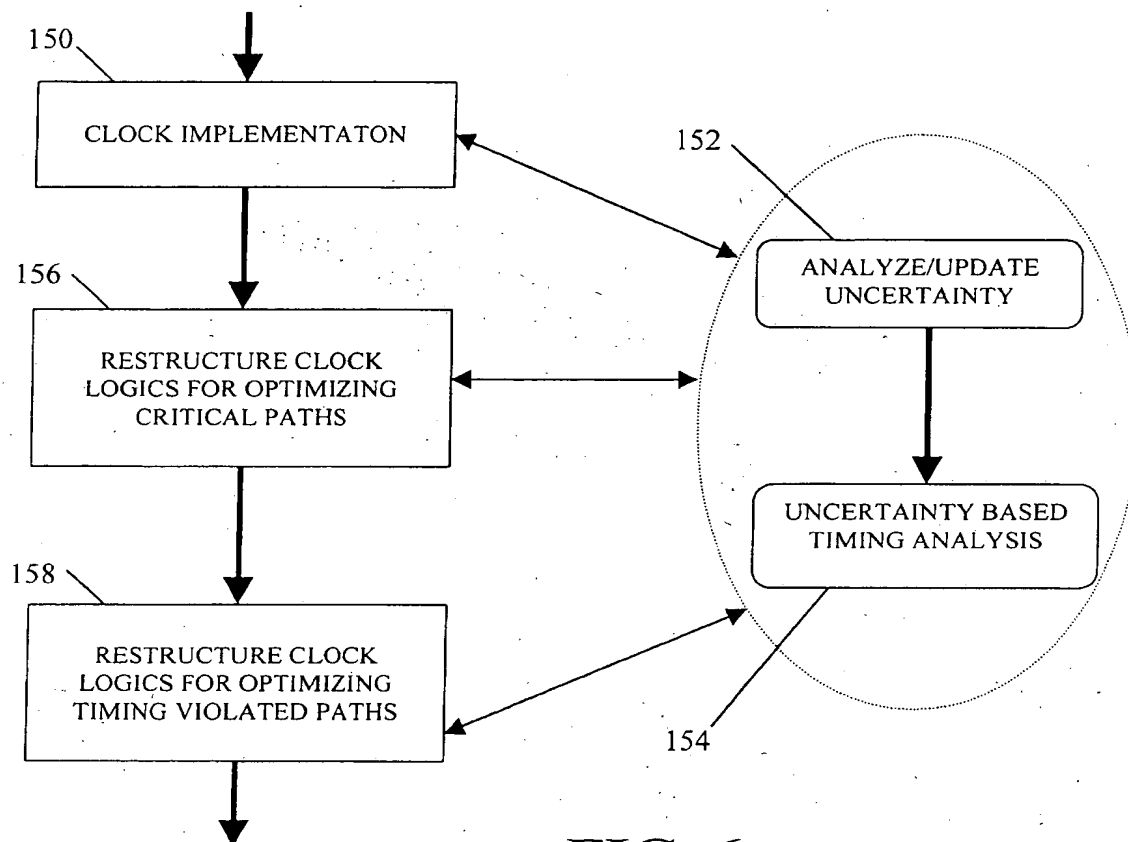 150
CLOCK IMPLEMENTATON
152
ANALYZE/UPDATE
UNCERTAINTY
156
RESTRUCTURE CLOCK
LOGICS FOR OPTIMIZING
CRITICAL PATHS
UNCERTAINTY BASED
TIMING ANALYSIS
158
RESTRUCTURE CLOCK
LOGICS FOR OPTIMIZING
TIMING VIOLATED PATHS
154